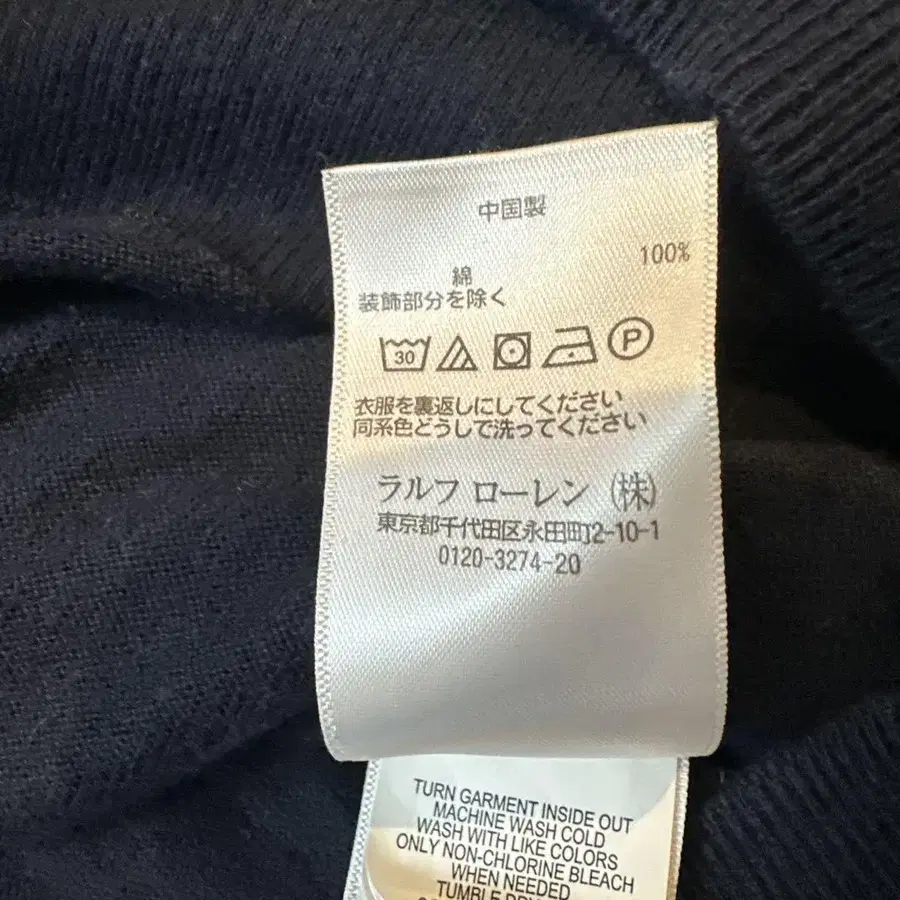 中国製
100%
綿
装飾部分を除く
30
P
衣服を裏返しにしてください
同系色どうしで洗ってください
ラルフ ローレン (株)
東京都千代田区永田町2-10-1
0120-3274-20
TURN GARMENT INSIDE OUT
MACHINE WASH COLD
WASH WITH LIKE COLORS
ONLY NON-CHLORINE BLEACH
WHEN NEEDED
TUMBLE